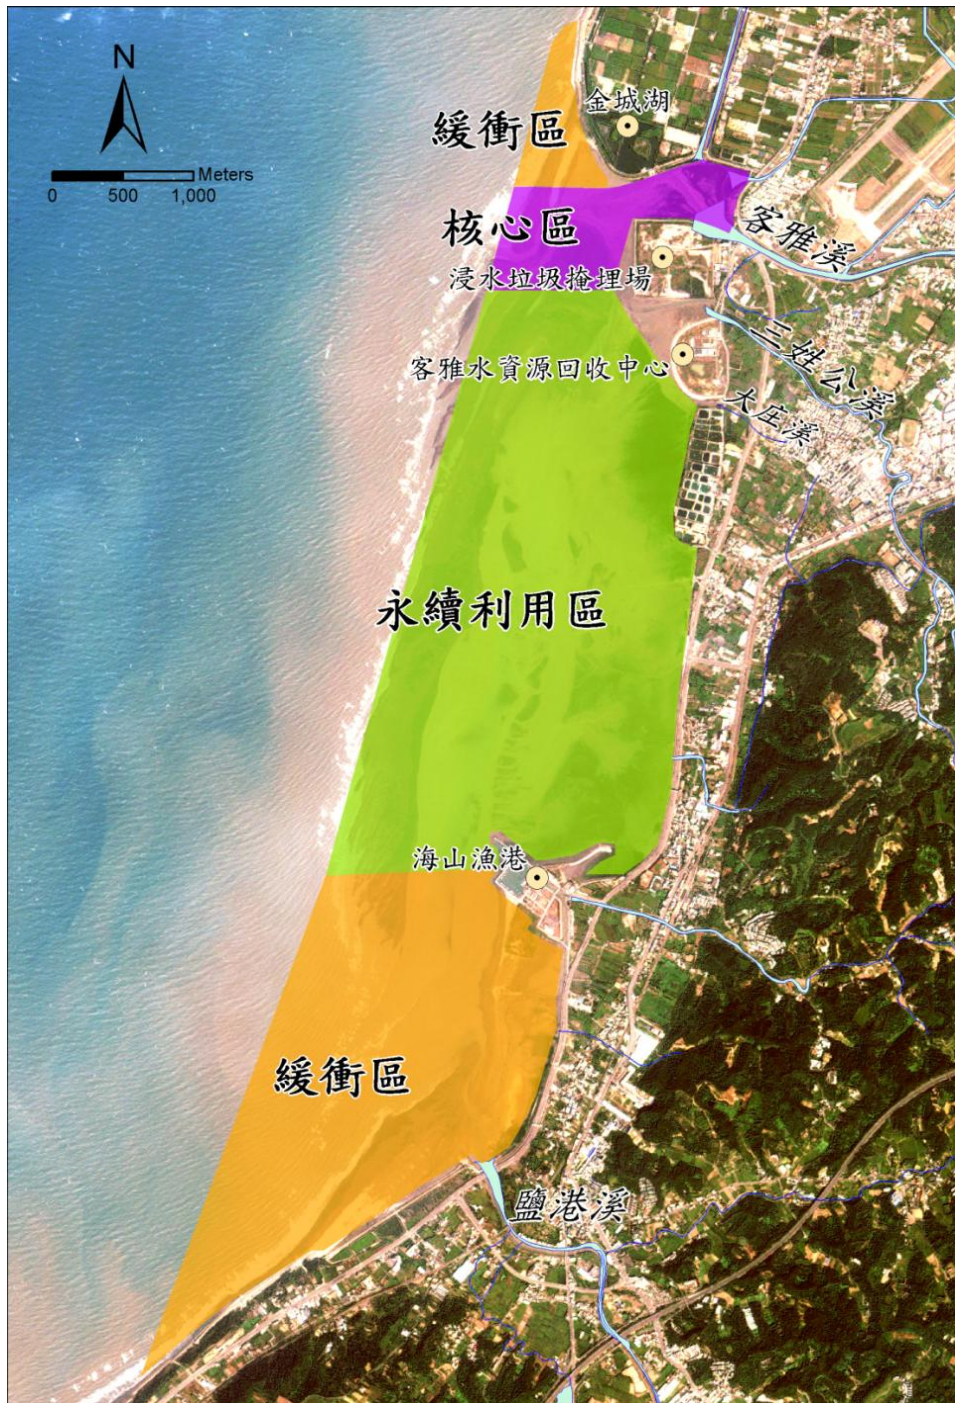 N
Meters
0 500 1,000
金城湖
緩衝區
核心區
客雅溪
浸水垃圾掩埋場
三姓公溪
客雅水資源回收中心
大庄溪
永續利用區
海山漁港
緩衝區
鹽港溪